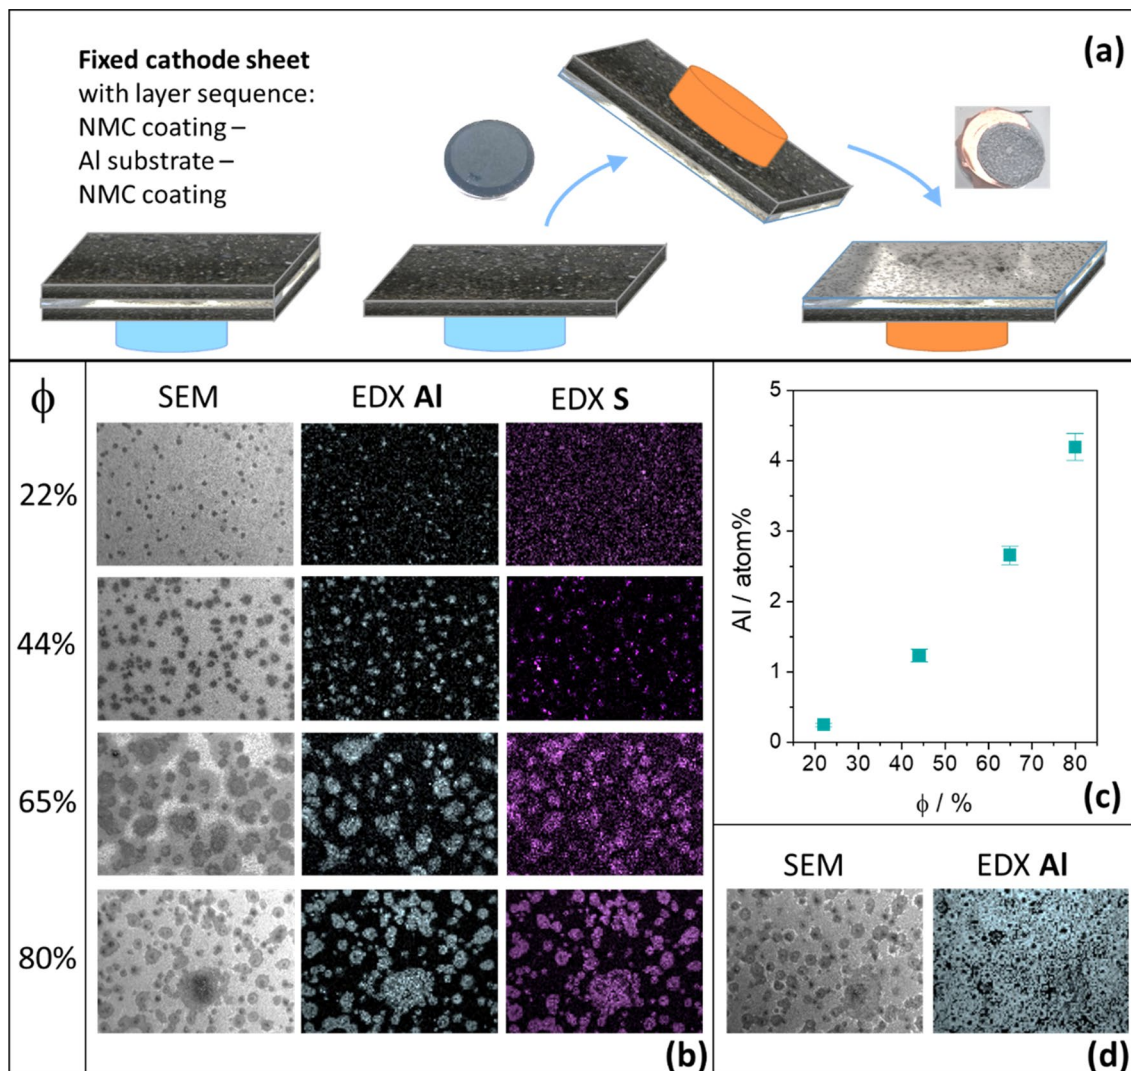 Fixed cathode sheet
with layer sequence:
NMC coating –
Al substrate –
NMC coating
(a)
ϕ
SEM
EDX Al
EDX S
22%
44%
65%
80%
(b)
5
4
3
2
1
0
Al / atom%
20 30 40 50 60 70 80
ϕ / %
(c)
SEM
EDX Al
(d)